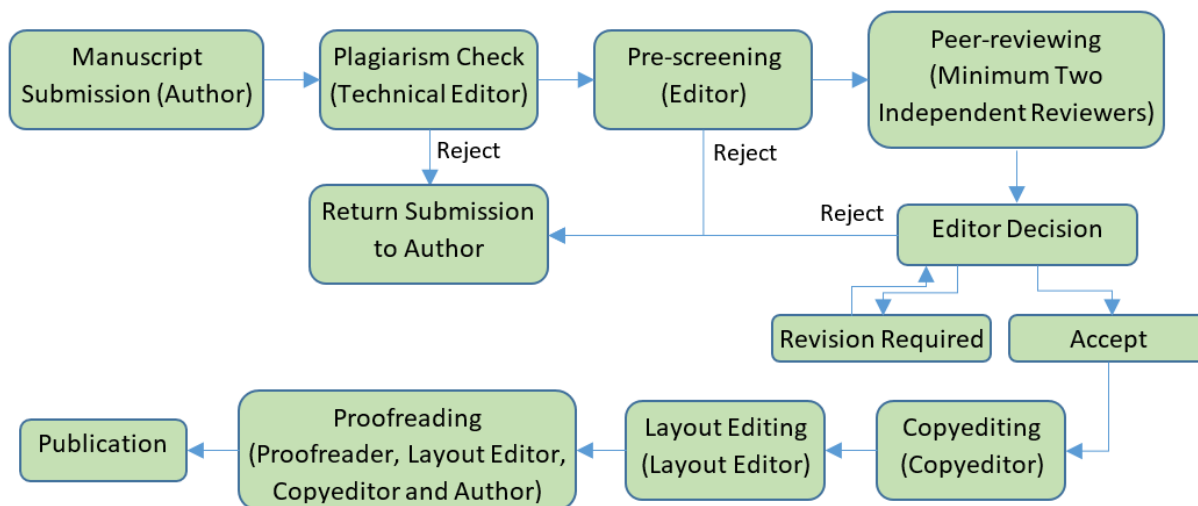 Manuscript
Submission (Author)
Plagiarism Check
(Technical Editor)
Pre-screening
(Editor)
Peer-reviewing
(Minimum Two
Independent Reviewers)
Reject
Reject
Return Submission
to Author
Reject
Editor Decision
Revision Required
Accept
Publication
Proofreading
(Proofreader, Layout Editor,
Copyeditor and Author)
Layout Editing
(Layout Editor)
Copyediting
(Copyeditor)